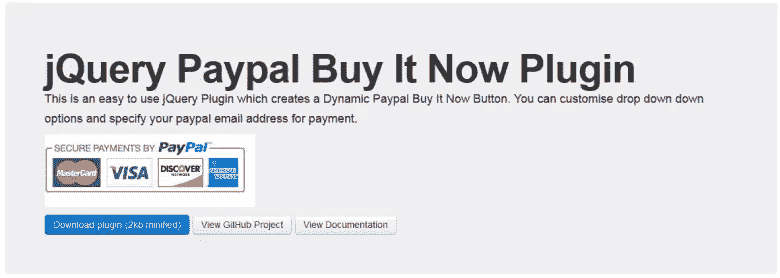 jQuery Paypal Buy It Now Plugin
This is an easy to use jQuery Plugin which creates a Dynamic Paypal Buy It Now Button. You can customise drop down down
options and specify your paypal email address for payment.
SECURE PAYMENTS BY PayPal
MasterCard VISA DISCOVER NETWORK AMERICAN EXPRESS
Download plugin (2kb minified) View GitHub Project View Documentation